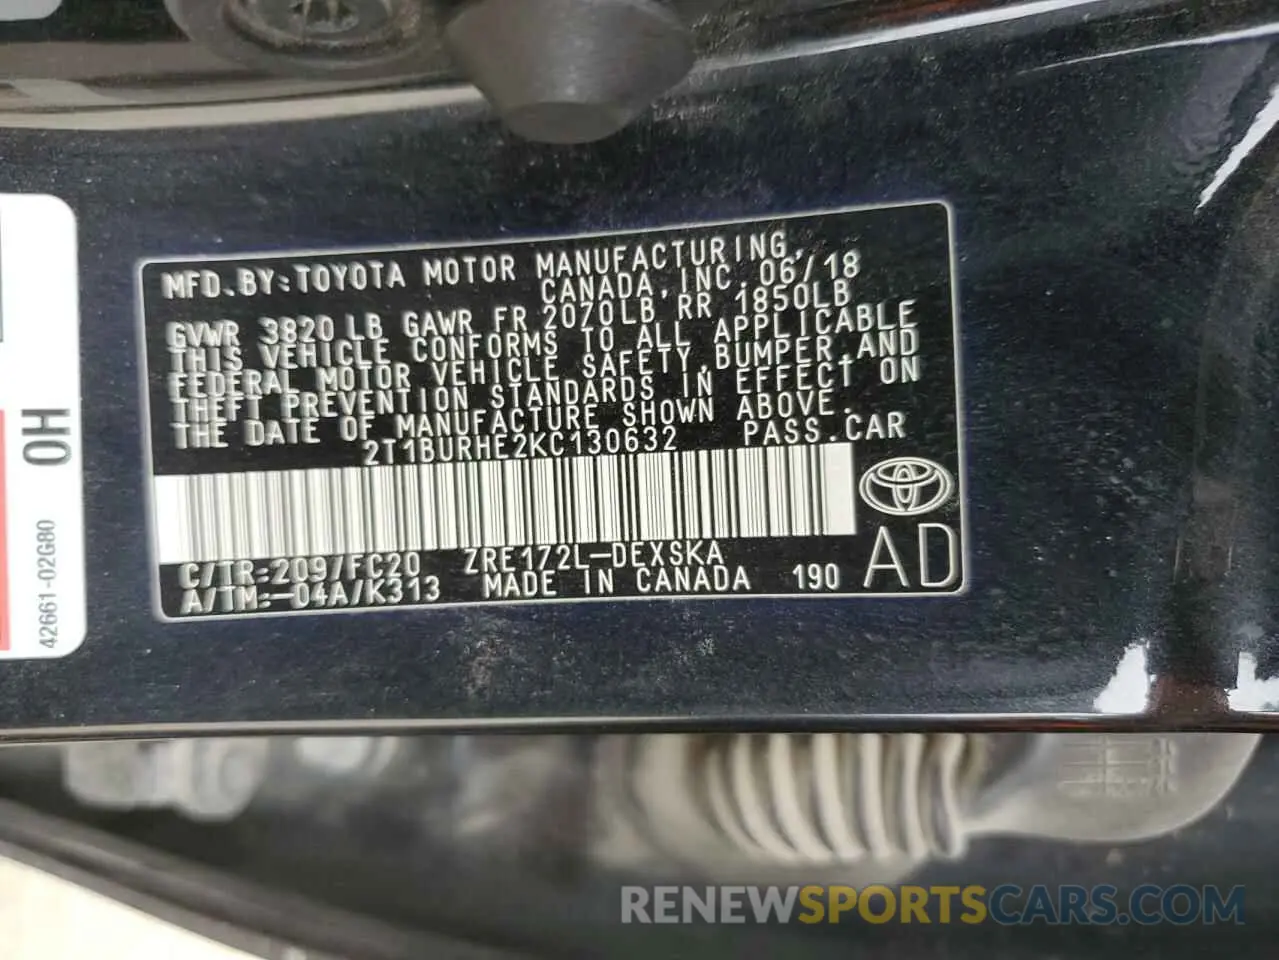 MFD.BY:TOYOTA MOTOR MANUFACTURING,
CANADA,INC.06/18
GVWR 3820 LB GAWR FR 2070LB RR 1850LB
THIS VEHICLE CONFORMS TO ALL APPLICABLE
FEDERAL MOTOR VEHICLE SAFETY,BUMPER,AND
THEFT PREVENTION STANDARDS IN EFFECT ON
THE DATE OF MANUFACTURE SHOWN ABOVE.
2T1BURHE2KC130632 PASS.CAR
C/TR:209/FC20 ZRE172L-DEXSKA
A/TM:-04A/K313 MADE IN CANADA 190 AD
0H
42661-02G80
RENEWSPORTSCARS.COM